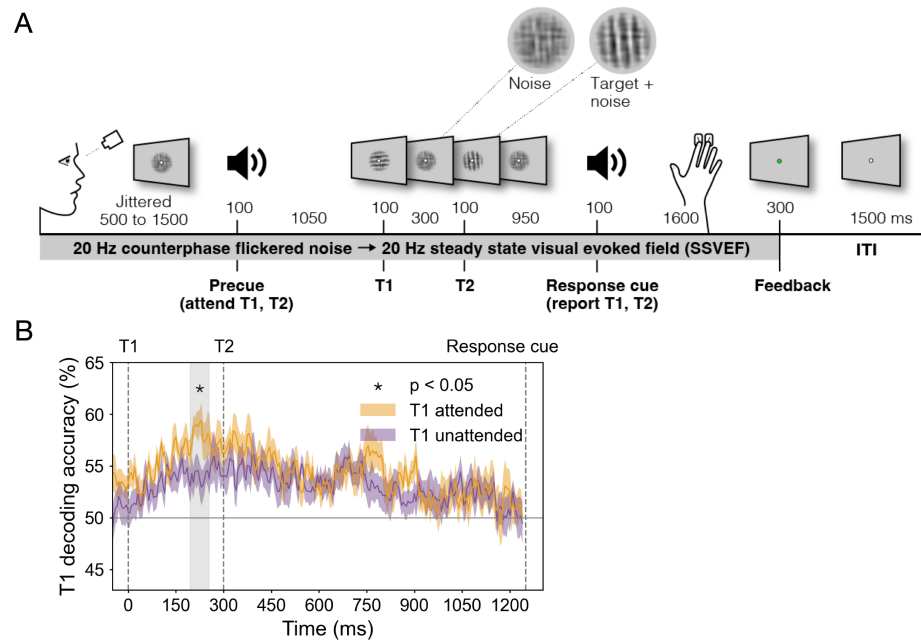 A
Noise
Target +
noise
Jittered
500 to 1500
100
1050
100
300
100
950
100
1600
300
1500 ms
20 Hz counterphase flickered noise → 20 Hz steady state visual evoked field (SSVEF)
ITI
Precue
(attend T1, T2)
T1
T2
Response cue
(report T1, T2)
Feedback
B
T1
T2
Response cue
T1 decoding accuracy (%)
65
60
55
50
45
*
* p < 0.05
T1 attended
T1 unattended
0 150 300 450 600 750 900 1050 1200
Time (ms)